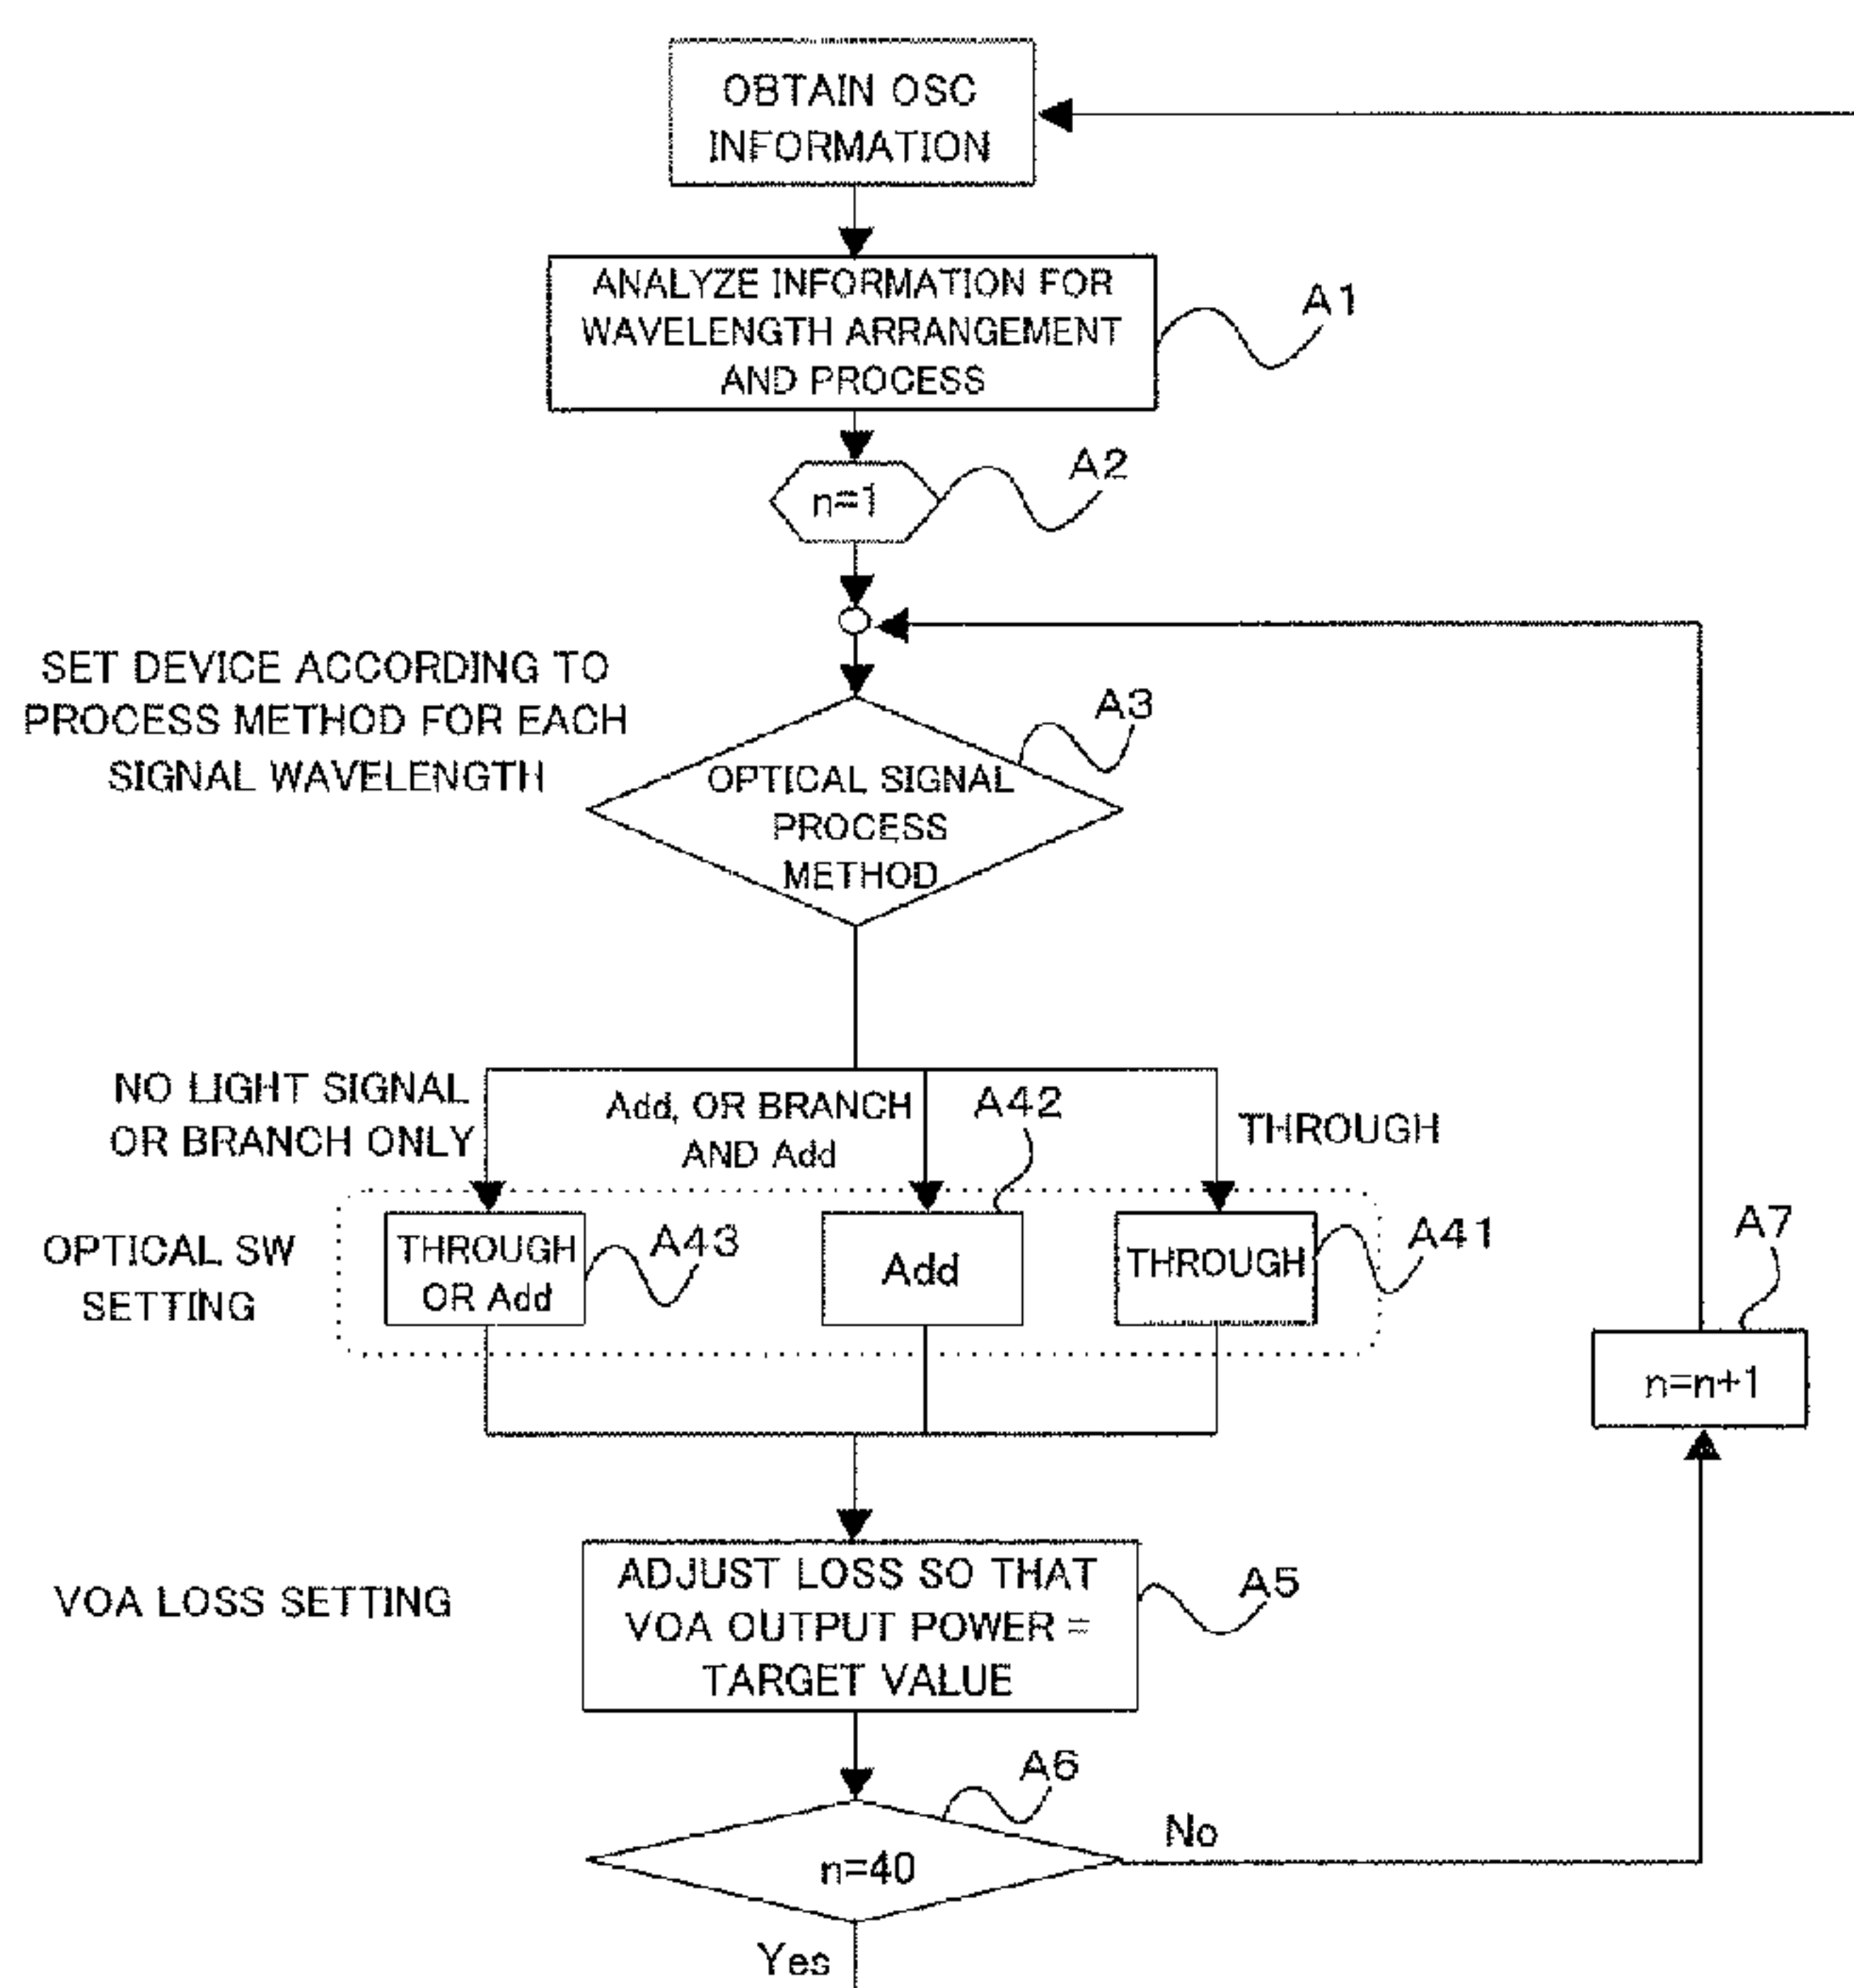 OBTAIN OSC
INFORMATION
ANALYZE INFORMATION FOR
WAVELENGTH ARRANGEMENT
AND PROCESS
A1
n=1
A2
SET DEVICE ACCORDING TO
PROCESS METHOD FOR EACH
SIGNAL WAVELENGTH
A3
OPTICAL SIGNAL
PROCESS
METHOD
NO LIGHT SIGNAL
OR BRANCH ONLY
Add, OR BRANCH
AND Add
A42
THROUGH
OPTICAL SW
SETTING
THROUGH
OR Add
A43
Add
THROUGH
A41
A7
n=n+1
VOA LOSS SETTING
ADJUST LOSS SO THAT
VOA OUTPUT POWER =
TARGET VALUE
A5
A6
n=40
No
Yes